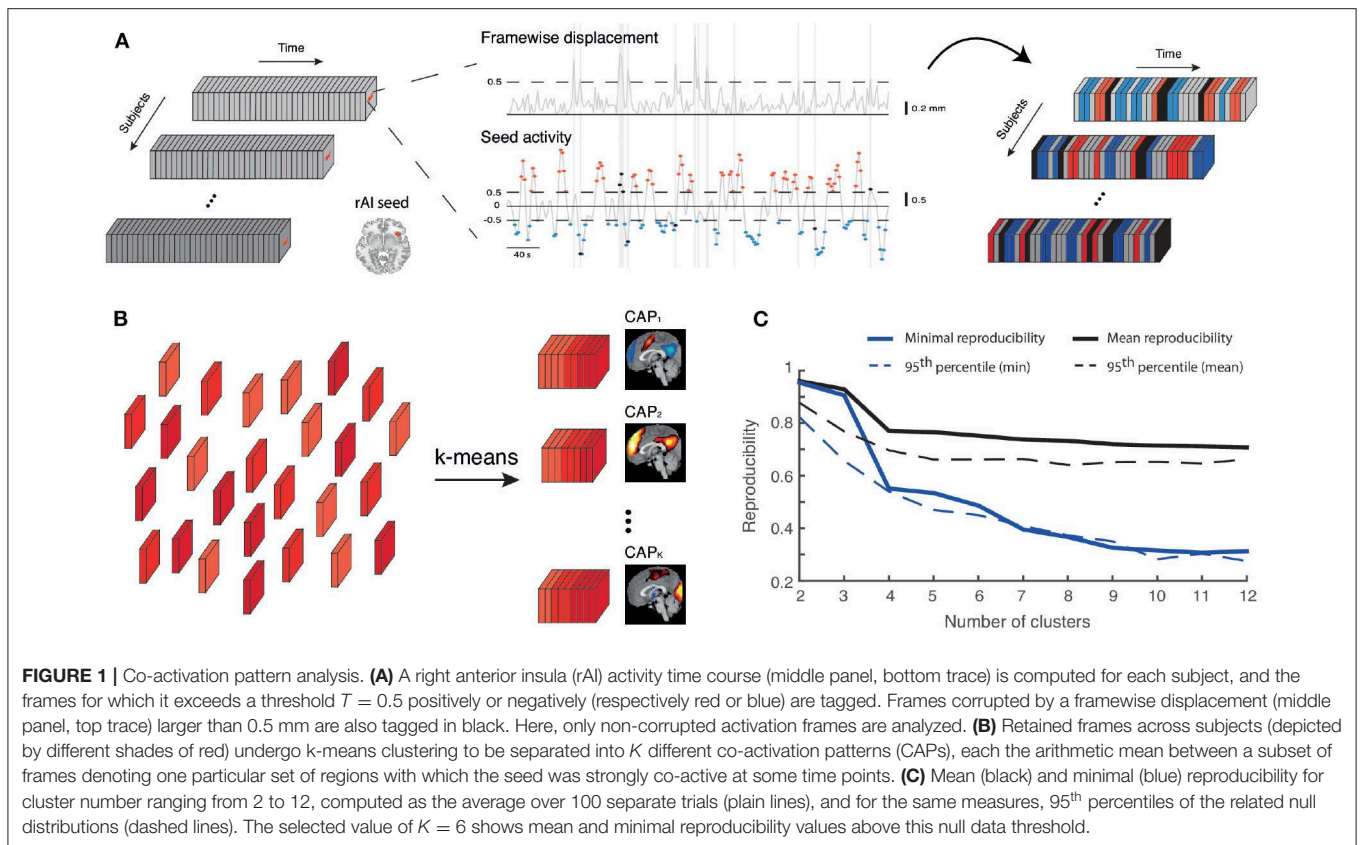 A
Time
Subjects
rAI seed
Framewise displacement
0.5
0.2 mm
Seed activity
0.5
0
-0.5
0.5
40 s
Time
Subjects
B
k-means
CAP₁
CAP₂
CAPₖ
C
Minimal reproducibility
Mean reproducibility
95th percentile (min)
95th percentile (mean)
Reproducibility
1
0.8
0.6
0.4
0.2
2 3 4 5 6 7 8 9 10 11 12
Number of clusters
FIGURE 1 | Co-activation pattern analysis. (A) A right anterior insula (rAI) activity time course (middle panel, bottom trace) is computed for each subject, and the
frames for which it exceeds a threshold T = 0.5 positively or negatively (respectively red or blue) are tagged. Frames corrupted by a framewise displacement (middle
panel, top trace) larger than 0.5 mm are also tagged in black. Here, only non-corrupted activation frames are analyzed. (B) Retained frames across subjects (depicted
by different shades of red) undergo k-means clustering to be separated into K different co-activation patterns (CAPs), each the arithmetic mean between a subset of
frames denoting one particular set of regions with which the seed was strongly co-active at some time points. (C) Mean (black) and minimal (blue) reproducibility for
cluster number ranging from 2 to 12, computed as the average over 100 separate trials (plain lines), and for the same measures, 95th percentiles of the related null
distributions (dashed lines). The selected value of K = 6 shows mean and minimal reproducibility values above this null data threshold.